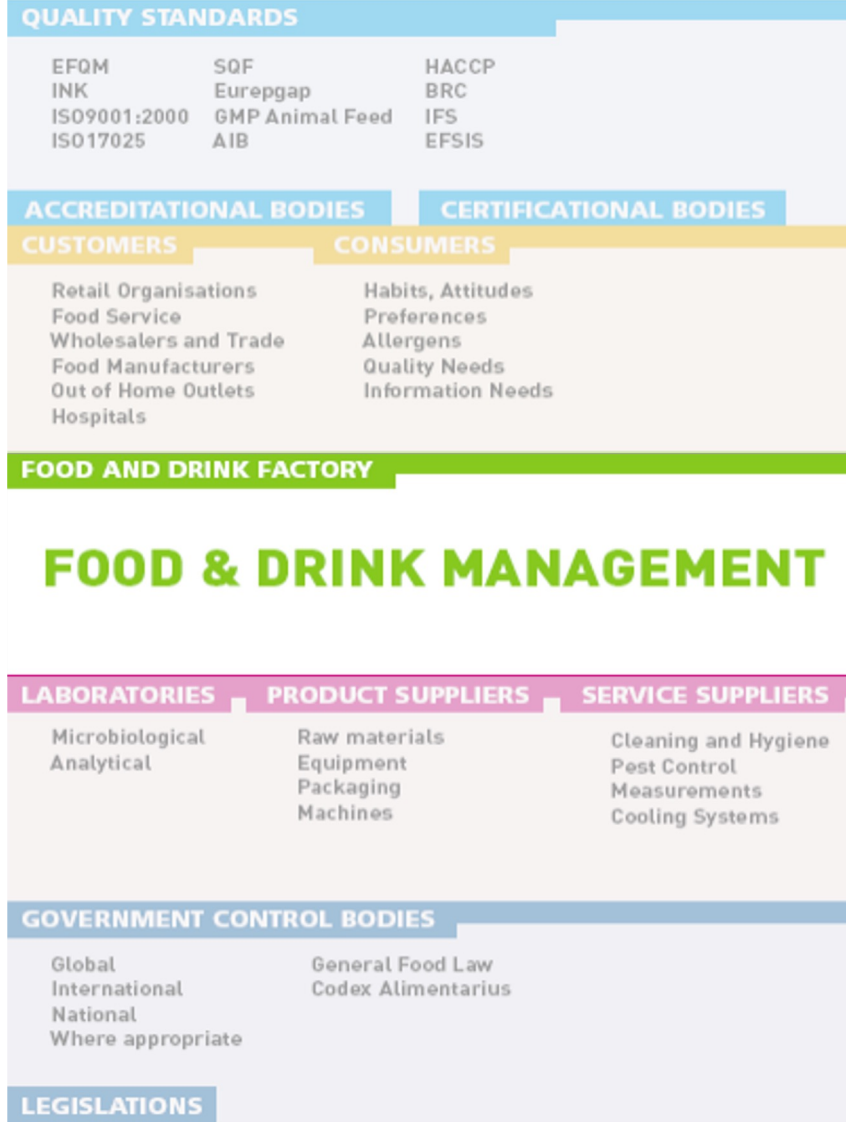 QUALITY STANDARDS
EFQM SQF HACCP
INK Eurepgap BRC
ISO9001:2000 GMP Animal Feed IFS
ISO17025 AIB EFSIS
ACCREDITATIONAL BODIES CERTIFICATIONAL BODIES
CUSTOMERS CONSUMERS
Retail Organisations Habits, Attitudes
Food Service Preferences
Wholesalers and Trade Allergens
Food Manufacturers Quality Needs
Out of Home Outlets Information Needs
Hospitals
FOOD AND DRINK FACTORY
FOOD & DRINK MANAGEMENT
LABORATORIES PRODUCT SUPPLIERS SERVICE SUPPLIERS
Microbiological Raw materials Cleaning and Hygiene
Analytical Equipment Pest Control
Packaging Measurements
Machines Cooling Systems
GOVERNMENT CONTROL BODIES
Global General Food Law
International Codex Alimentarius
National
Where appropriate
LEGISLATIONS